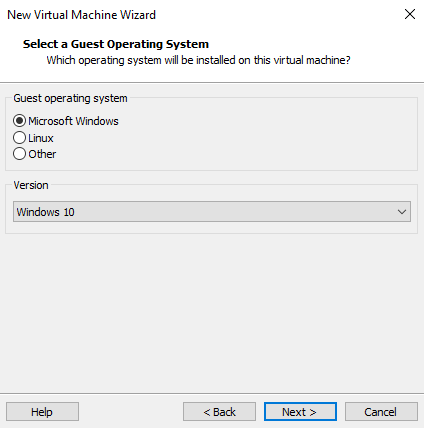 New Virtual Machine Wizard
Select a Guest Operating System
Which operating system will be installed on this virtual machine?
Guest operating system
Microsoft Windows
Linux
Other
Version
Windows 10
Help
< Back
Next >
Cancel